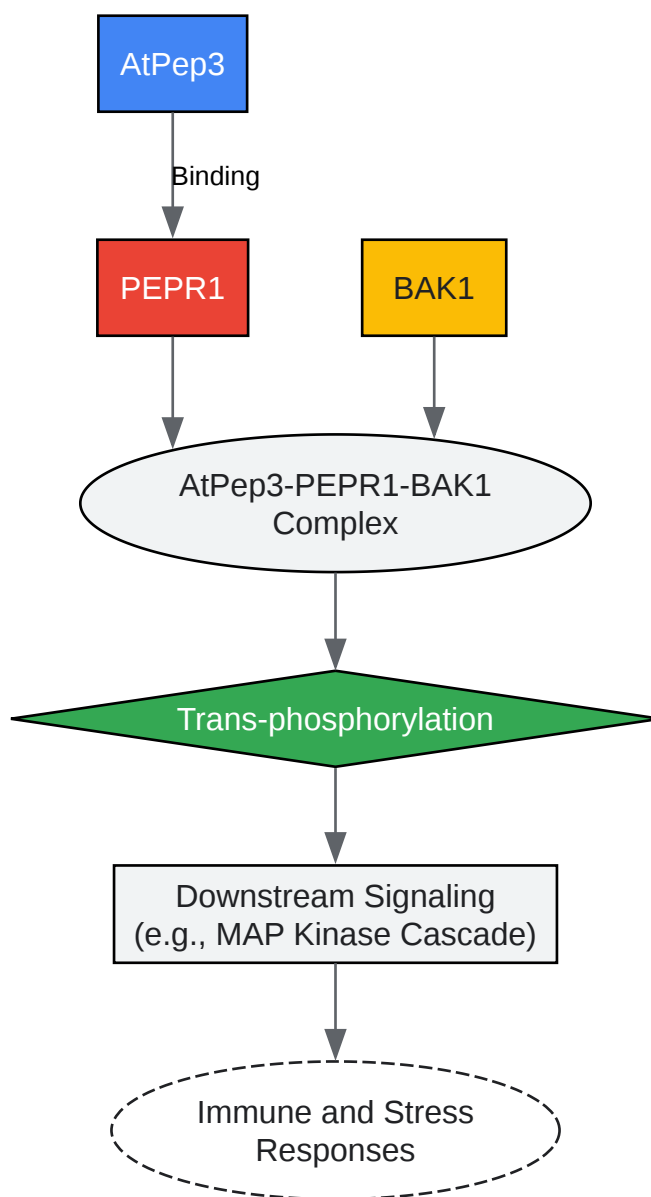 AtPep3
Binding
PEPR1
BAK1
AtPep3-PEPR1-BAK1
Complex
Trans-phosphorylation
Downstream Signaling
(e.g., MAP Kinase Cascade)
Immune and Stress
Responses